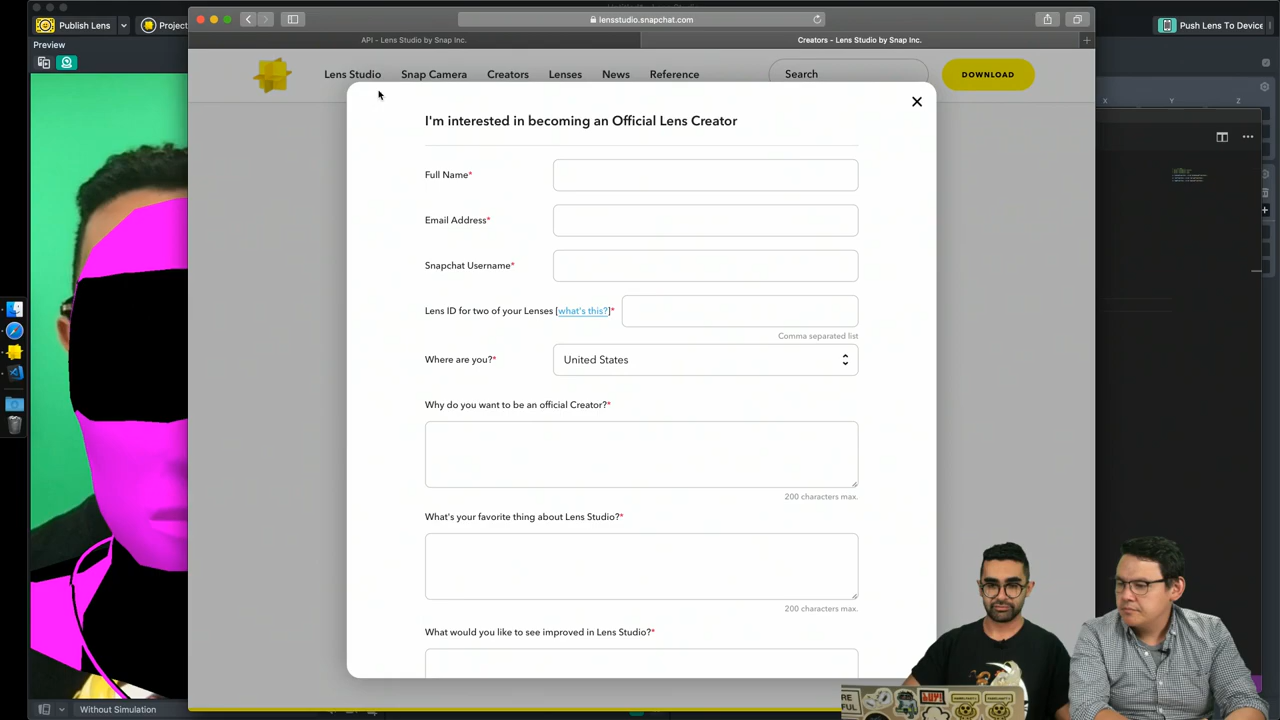 Publish Lens
Project
Preview
lensstudio.snapchat.com
Push Lens To Device
API - Lens Studio by Snap Inc.
Creators - Lens Studio by Snap Inc.
Lens Studio
Snap Camera
Creators
Lenses
News
Reference
Search
DOWNLOAD
X
Y
Z
I'm interested in becoming an Official Lens Creator
Full Name*
Email Address*
Snapchat Username*
Lens ID for two of your Lenses [what's this?]*
Comma separated list
Where are you?*
United States
Why do you want to be an official Creator?*
200 characters max.
What's your favorite thing about Lens Studio?*
200 characters max.
What would you like to see improved in Lens Studio?*
Without Simulation